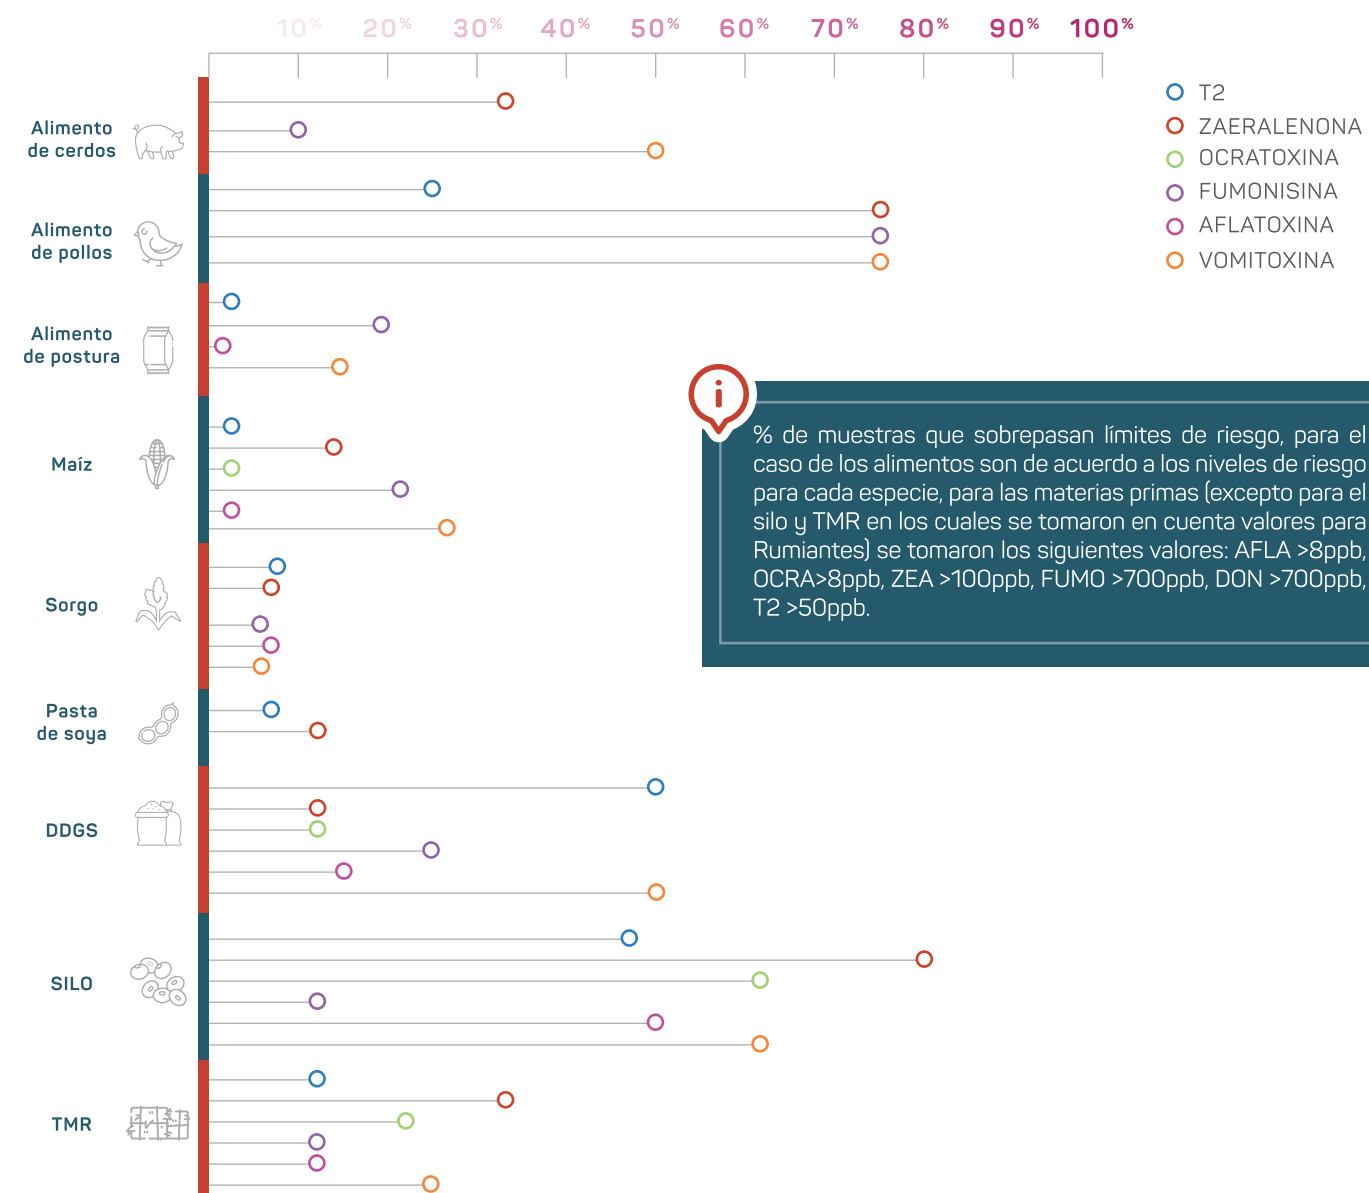 10% 20% 30% 40% 50% 60% 70% 80% 90% 100%
T2
ZAERALENONA
OCRATOXINA
FUMONISINA
AFLATOXINA
VOMITOXINA
Alimento
de cerdos
Alimento
de pollos
Alimento
de postura
Maíz
Sorgo
Pasta
de soya
DDGS
SILO
TMR
i
% de muestras que sobrepasan límites de riesgo, para el
caso de los alimentos son de acuerdo a los niveles de riesgo
para cada especie, para las materias primas (excepto para el
silo y TMR en los cuales se tomaron en cuenta valores para
Rumiantes) se tomaron los siguientes valores: AFLA >8ppb,
OCRA>8ppb, ZEA >100ppb, FUMO >700ppb, DON >700ppb,
T2 >50ppb.